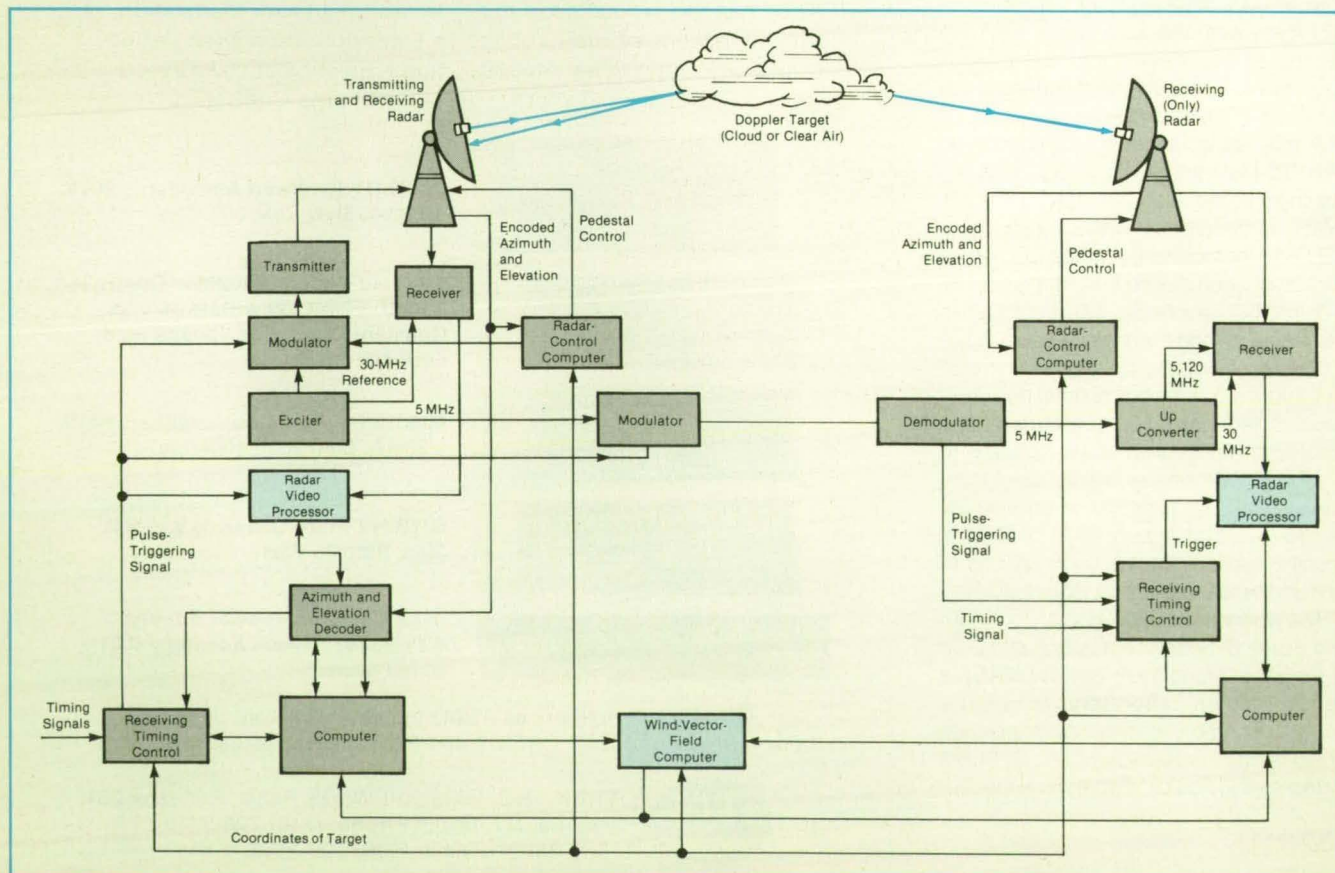 Transmitting
and Receiving
Radar
Doppler Target
(Cloud or Clear Air)
Receiving
(Only)
Radar
Encoded
Azimuth
and
Elevation
Pedestal
Control
Encoded
Azimuth and
Elevation
Pedestal
Control
Transmitter
Receiver
Modulator
30-MHz
Reference
Radar-
Control
Computer
Radar-
Control
Computer
5,120
MHz
Receiver
Exciter
5 MHz
Modulator
Demodulator
5 MHz
Up
Converter
30
MHz
Radar
Video
Processor
Radar
Video
Processor
Pulse-
Triggering
Signal
Pulse-
Triggering
Signal
Trigger
Azimuth and
Elevation
Decoder
Receiving
Timing
Control
Timing
Signal
Timing
Signals
Receiving
Timing
Control
Computer
Wind-Vector-
Field
Computer
Computer
Coordinates of Target